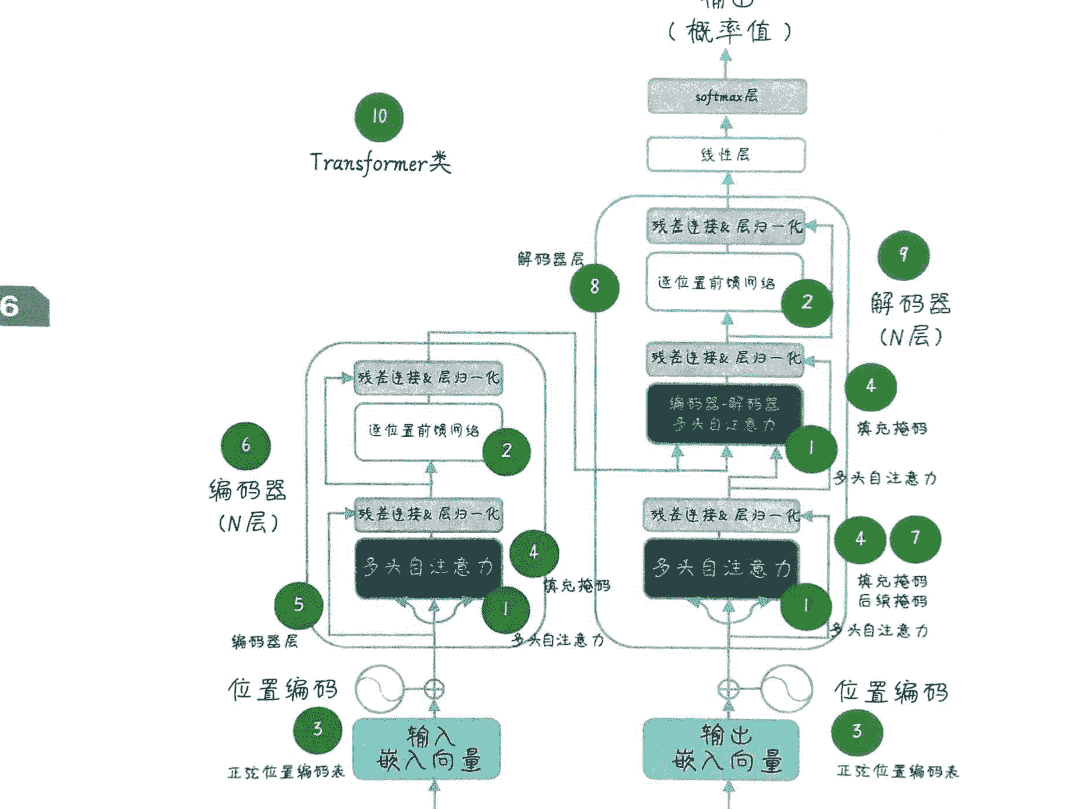 （概率值）
softmax层
线性层
10
Transformer类
残差连接&层归一化
9
解码器
（N层）
解码器层
8
逐位置前馈网络
2
6
残差连接&层归一化
4
填充掩码
编码器-解码器
多头自注意力
1
多头自注意力
残差连接&层归一化
逐位置前馈网络
2
6
编码器
（N层）
残差连接&层归一化
多头自注意力
4
填充掩码
1
多头自注意力
5
编码器层
残差连接&层归一化
多头自注意力
4 7
填充掩码
后续掩码
1
多头自注意力
位置编码
3
正弦位置编码表
输入
嵌入向量
输出
嵌入向量
位置编码
3
正弦位置编码表